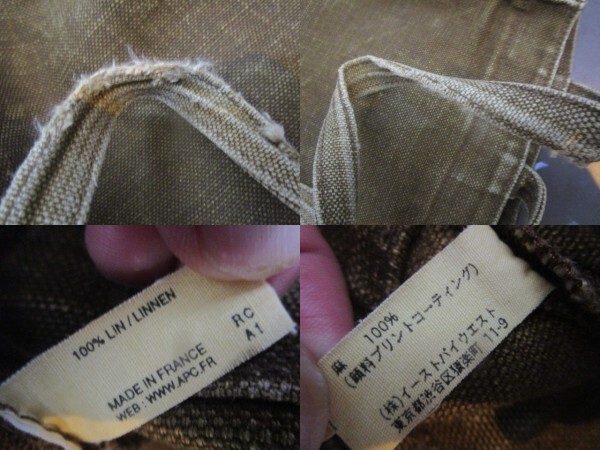 100% LIN / LINNEN
RC
A1
MADE IN FRANCE
WEB : WWW.APC.FR
麻 100%
(顔料プリントコーティング)
(株)イーストバイウエスト
東京都渋谷区猿楽町 11-9